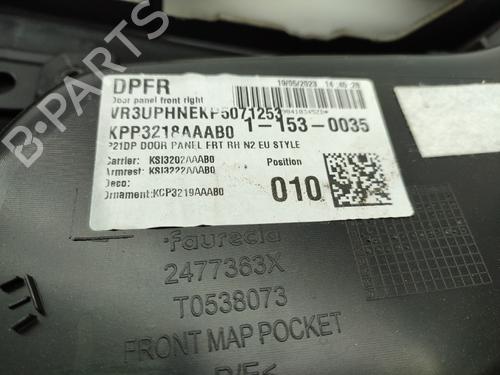 DPFR
19/05/2023 14:45:28
Door panel front right
VR3UPHNEKP5071253
KPP3218AAAB0 1-153-0035
P21DP DOOR PANEL FRT RH N2 EU STYLE
Carrier: KSI3202AAAB0 Position
Armrest: KSI3222AAAB0
Deco: 010
Ornament:KCP3219AAAB0
faurecia
2477363X
T0538073
FRONT MAP POCKET
B-PARTS